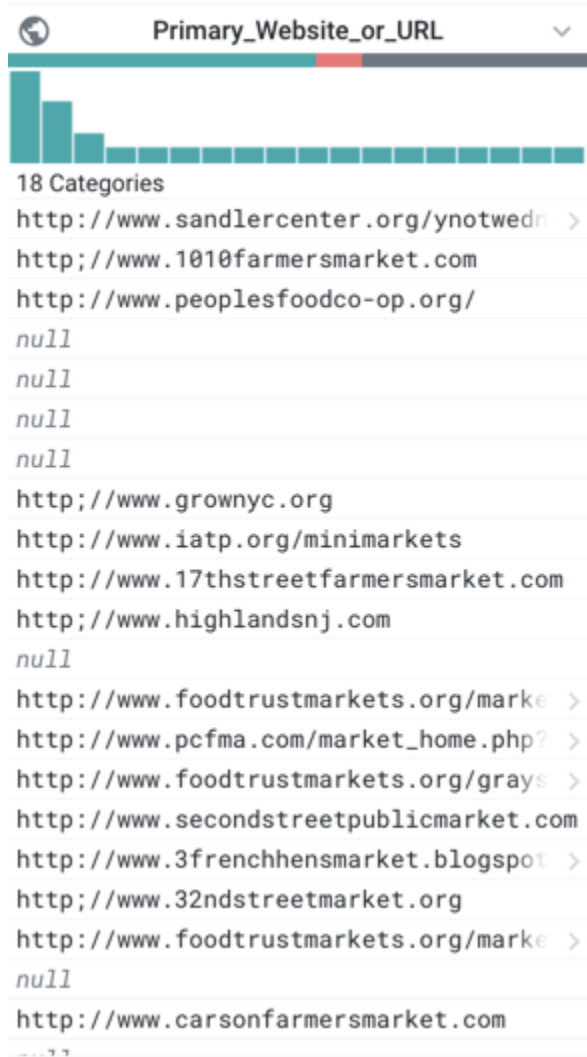 Primary_Website_or_URL
18 Categories
http://www.sandlercenter.org/ynotwedn
http;//www.1010farmersmarket.com
http://www.peoplesfoodco-op.org/
null
null
null
null
http;//www.grownyc.org
http://www.iatp.org/minimarkets
http://www.17thstreetfarmersmarket.com
http;//www.highlandsnj.com
null
http://www.foodtrustmarkets.org/marke
http://www.pcfma.com/market_home.php?
http://www.foodtrustmarkets.org/grays
http://www.secondstreetpublicmarket.com
http://www.3frenchhensmarket.blogspot
http;//www.32ndstreetmarket.org
http://www.foodtrustmarkets.org/marke
null
http://www.carsonfarmersmarket.com